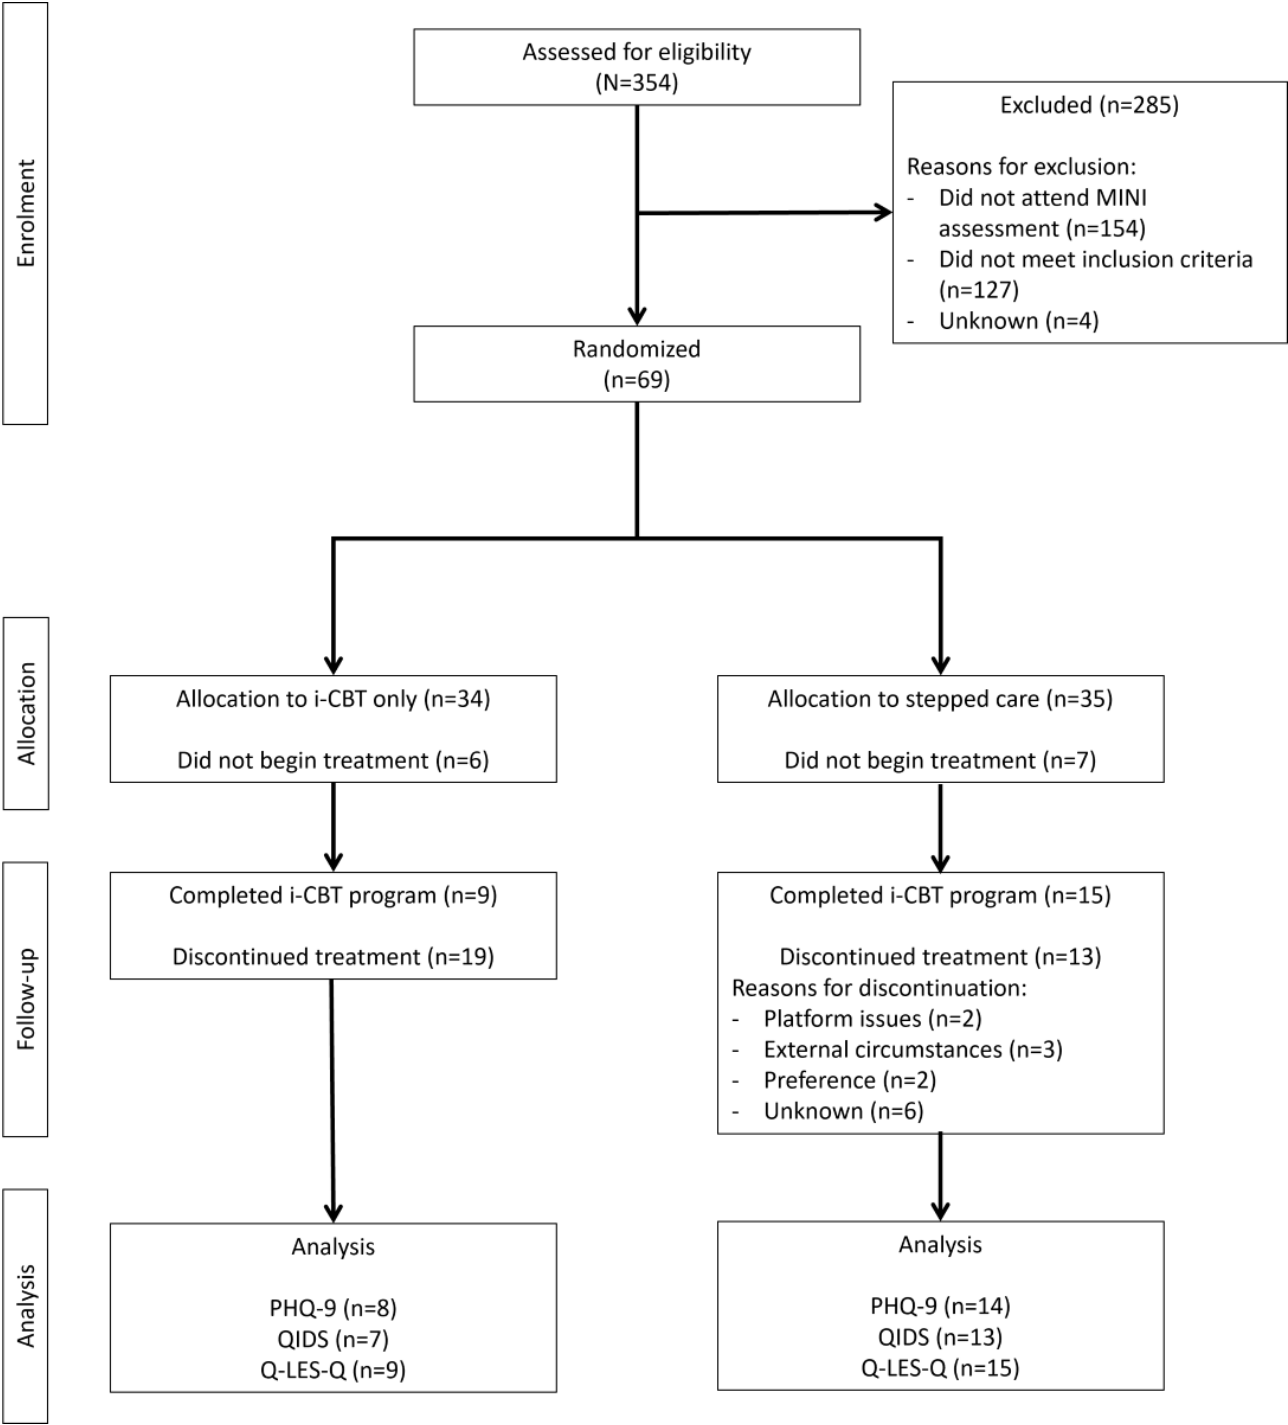 Enrolment
Assessed for eligibility
(N=354)
Excluded (n=285)
Reasons for exclusion:
- Did not attend MINI
assessment (n=154)
- Did not meet inclusion criteria
(n=127)
- Unknown (n=4)
Randomized
(n=69)
Allocation
Allocation to i-CBT only (n=34)
Did not begin treatment (n=6)
Allocation to stepped care (n=35)
Did not begin treatment (n=7)
Follow-up
Completed i-CBT program (n=9)
Discontinued treatment (n=19)
Completed i-CBT program (n=15)
Discontinued treatment (n=13)
Reasons for discontinuation:
- Platform issues (n=2)
- External circumstances (n=3)
- Preference (n=2)
- Unknown (n=6)
Analysis
Analysis
PHQ-9 (n=8)
QIDS (n=7)
Q-LES-Q (n=9)
Analysis
PHQ-9 (n=14)
QIDS (n=13)
Q-LES-Q (n=15)